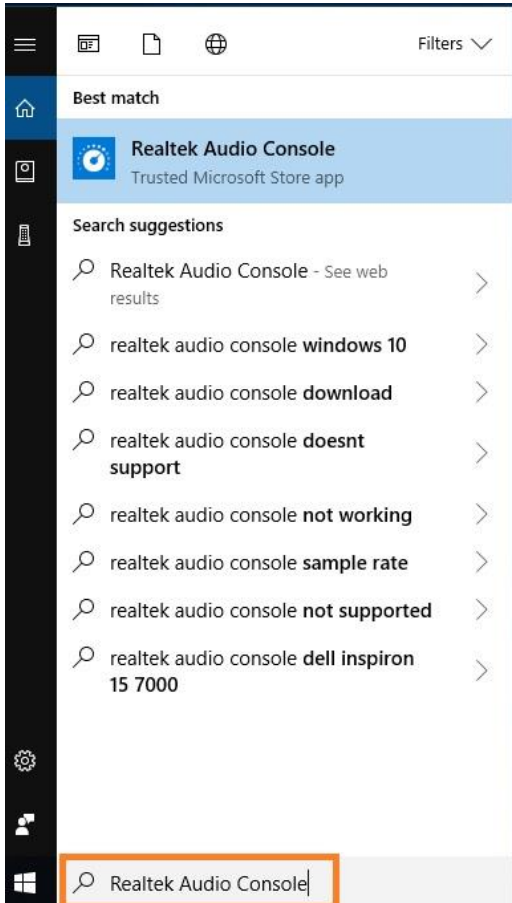 Filters
Best match
Realtek Audio Console
Trusted Microsoft Store app
Search suggestions
Realtek Audio Console - See web
results
realtek audio console windows 10
realtek audio console download
realtek audio console doesnt
support
realtek audio console not working
realtek audio console sample rate
realtek audio console not supported
realtek audio console dell inspiron
15 7000
Realtek Audio Console